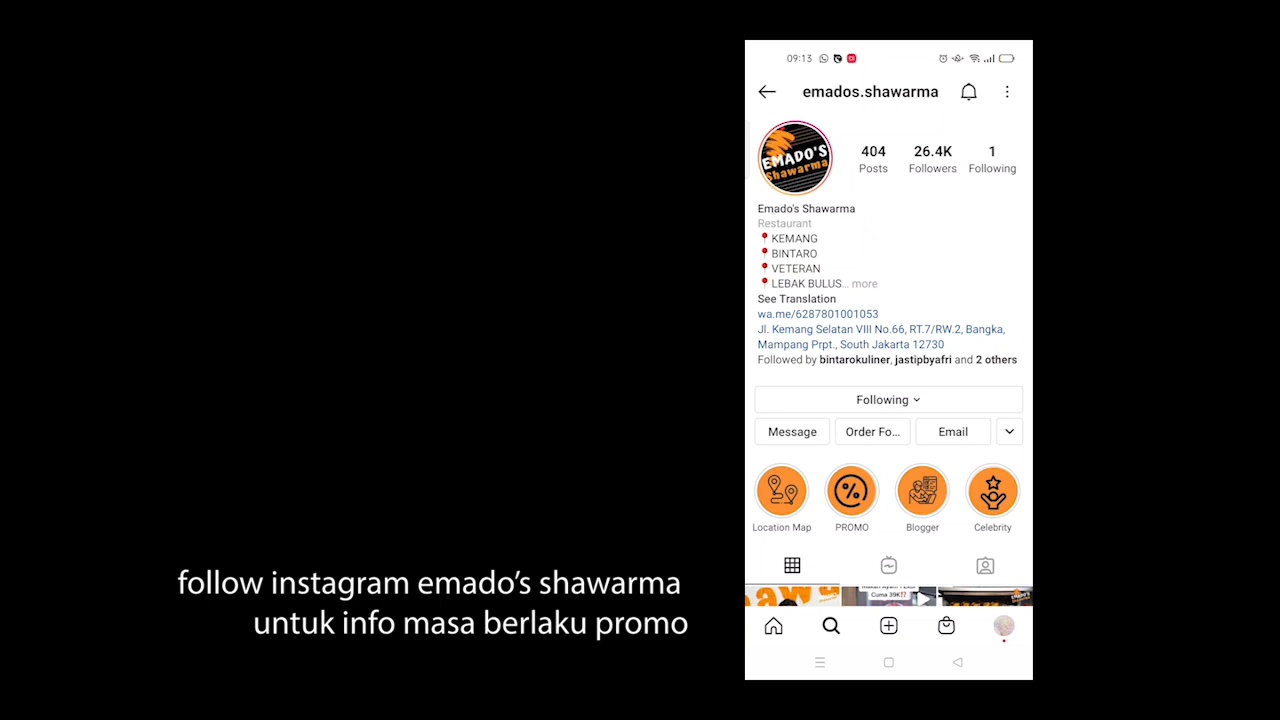 09:13
emados.shawarma
EMADO'S
Shawarma
404
Posts
26.4K
Followers
1
Following
Emado's Shawarma
Restaurant
📍KEMANG
📍BINTARO
📍VETERAN
📍LEBAK BULUS... more
See Translation
wa.me/6287801001053
Jl. Kemang Selatan VIII No.66, RT.7/RW.2, Bangka,
Mampang Prpt., South Jakarta 12730
Followed by bintarokuliner, jastipbyafri and 2 others
Following
Message
Order Fo...
Email
Location Map
PROMO
Blogger
Celebrity
Cuma 39K!?
follow instagram emado's shawarma
untuk info masa berlaku promo